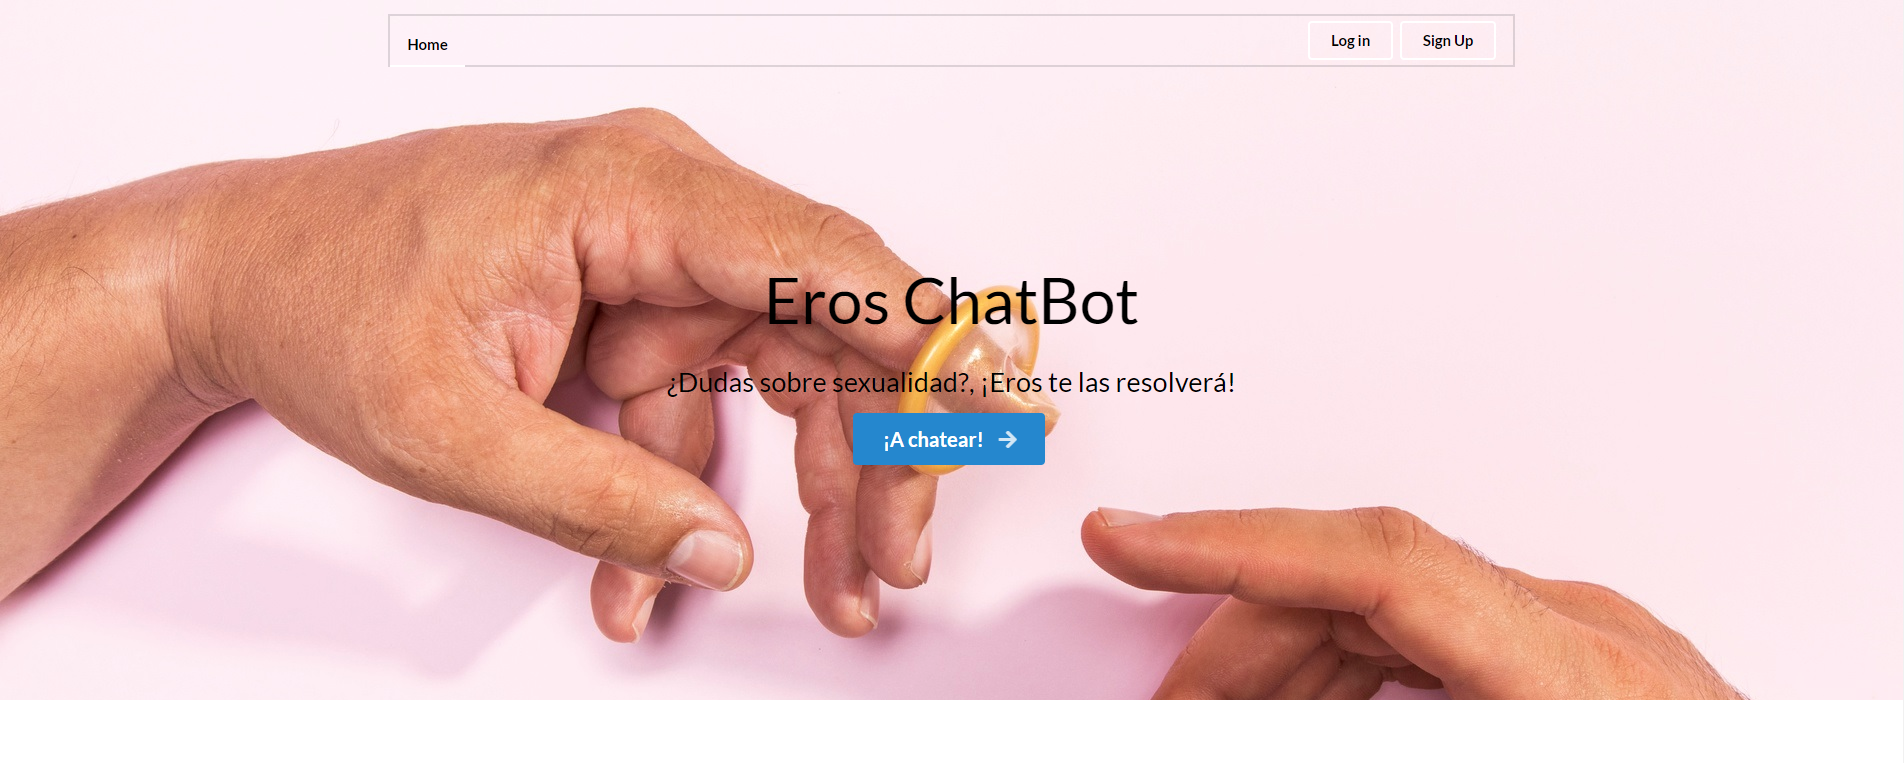 Home
Log in
Sign Up
Eros ChatBot
¿Dudas sobre sexualidad?, ¡Eros te las resolverá!
¡A chatear!